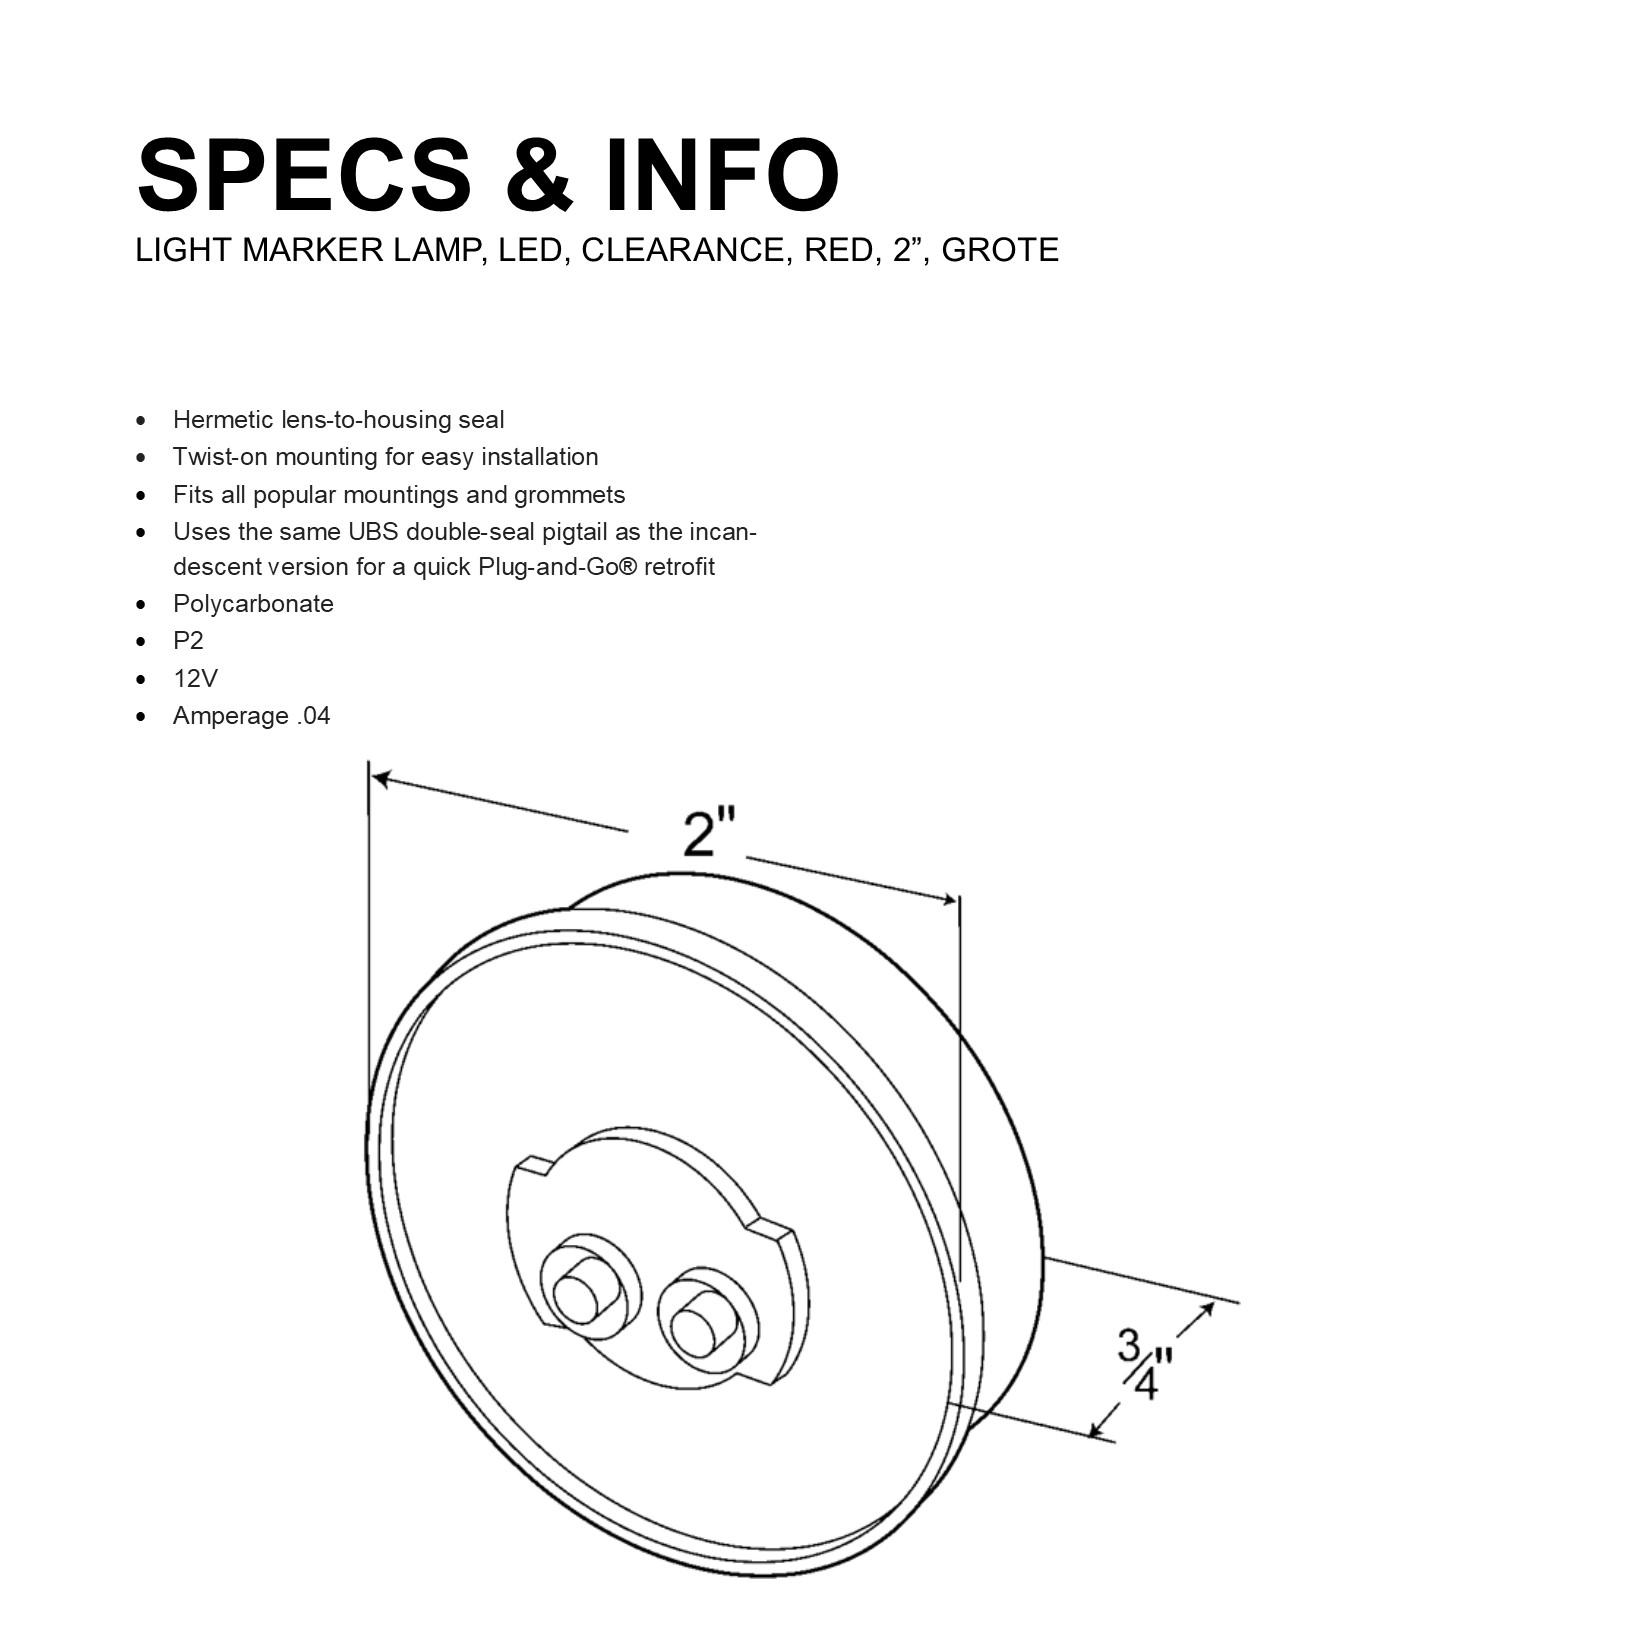 SPECS & INFO
LIGHT MARKER LAMP, LED, CLEARANCE, RED, 2”, GROTE
• Hermetic lens-to-housing seal
• Twist-on mounting for easy installation
• Fits all popular mountings and grommets
• Uses the same UBS double-seal pigtail as the incan-
descent version for a quick Plug-and-Go® retrofit
• Polycarbonate
• P2
• 12V
• Amperage .04
2"
3/4"